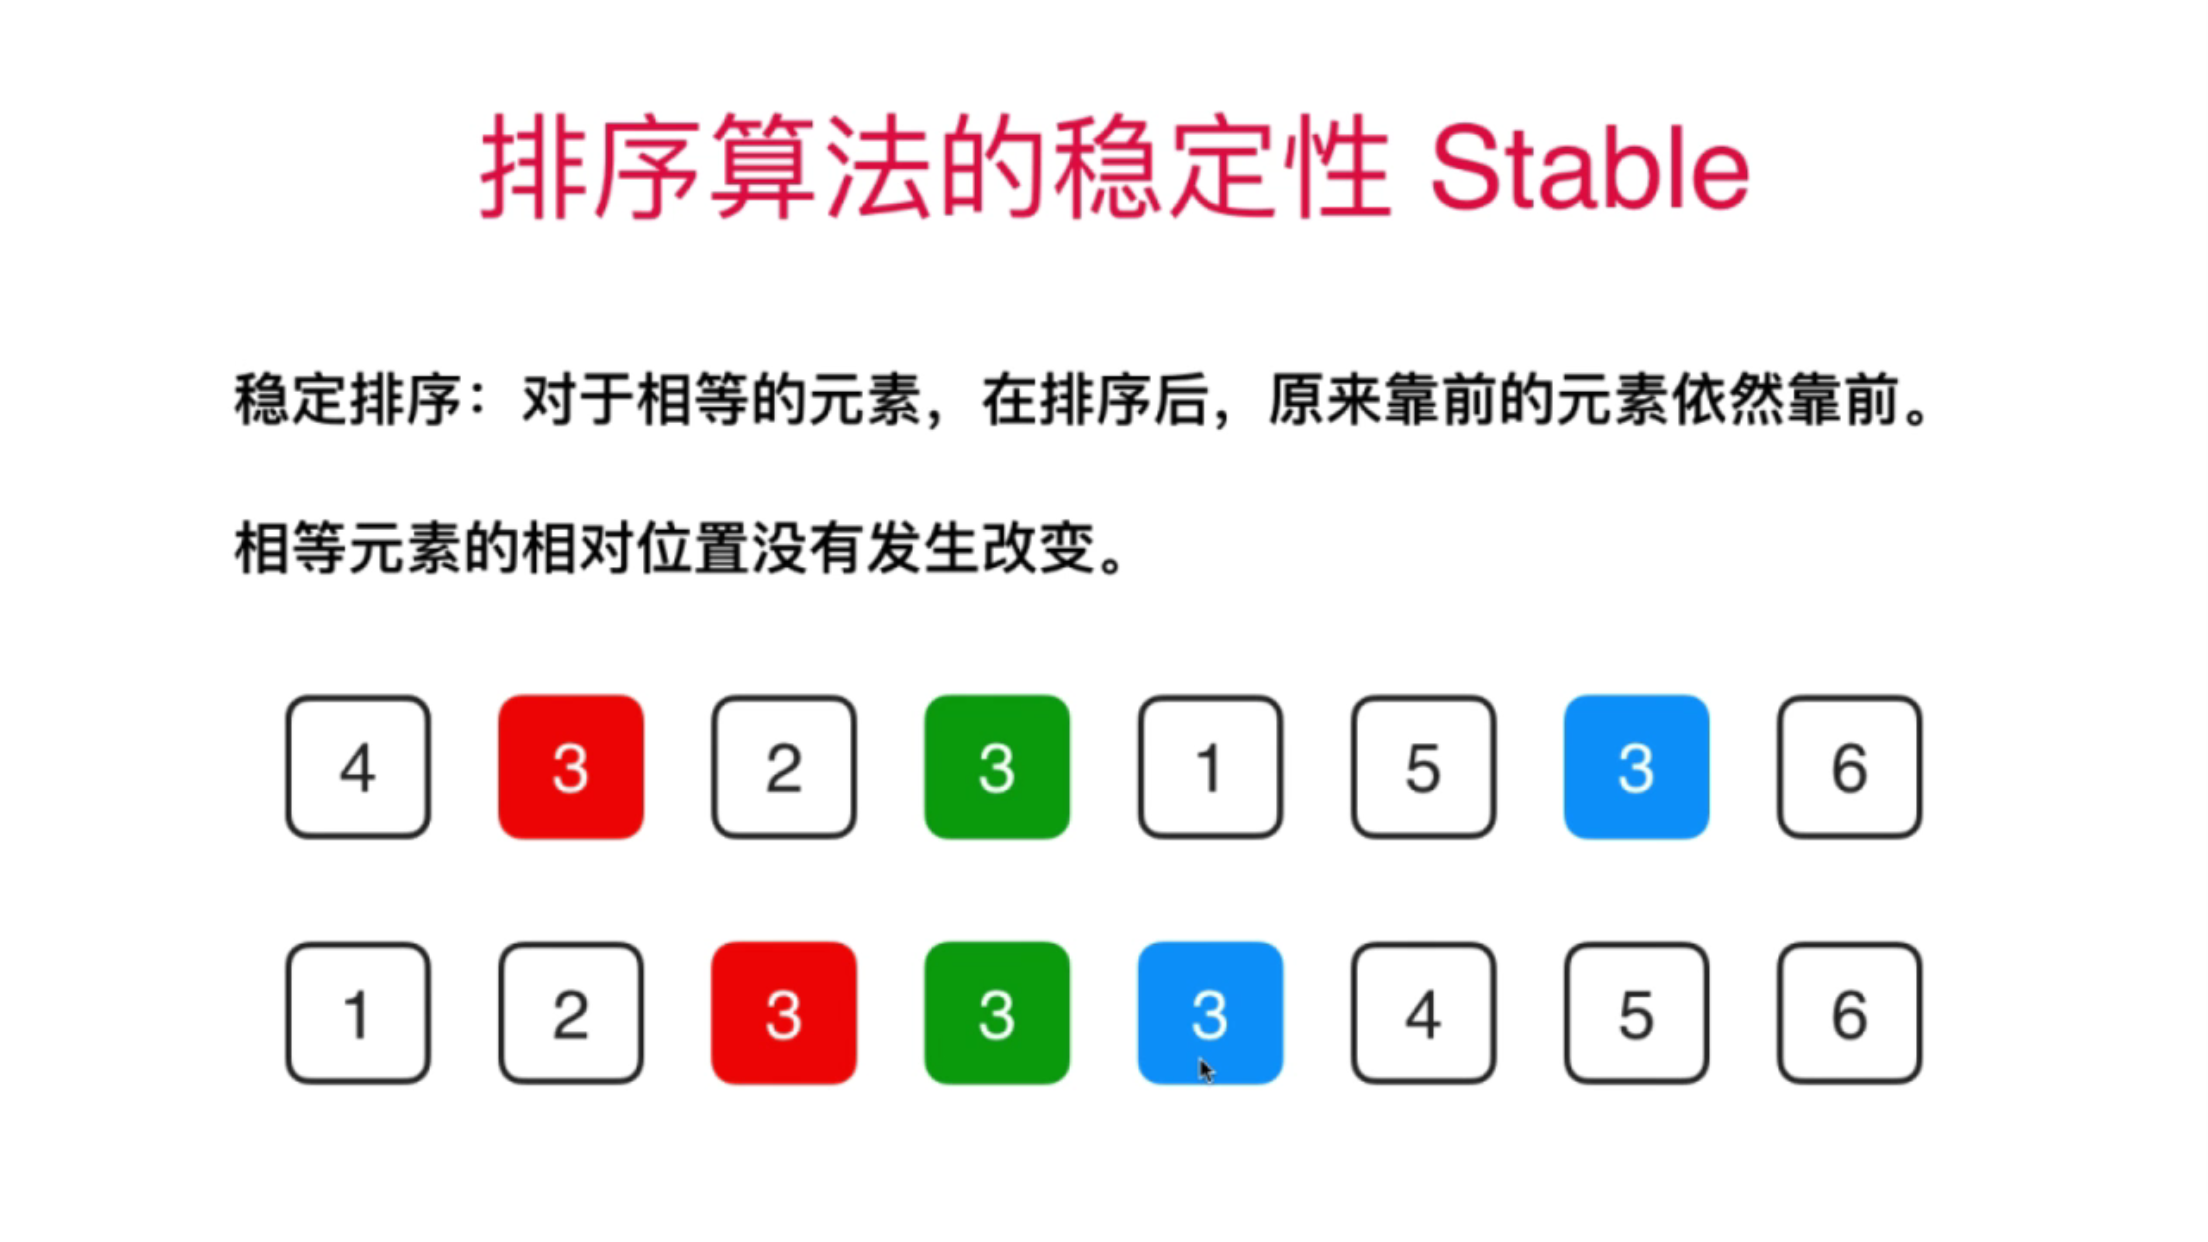 排序算法的稳定性 Stable
稳定排序：对于相等的元素，在排序后，原来靠前的元素依然靠前。
相等元素的相对位置没有发生改变。
4 3 2 3 1 5 3 6
1 2 3 3 3 4 5 6